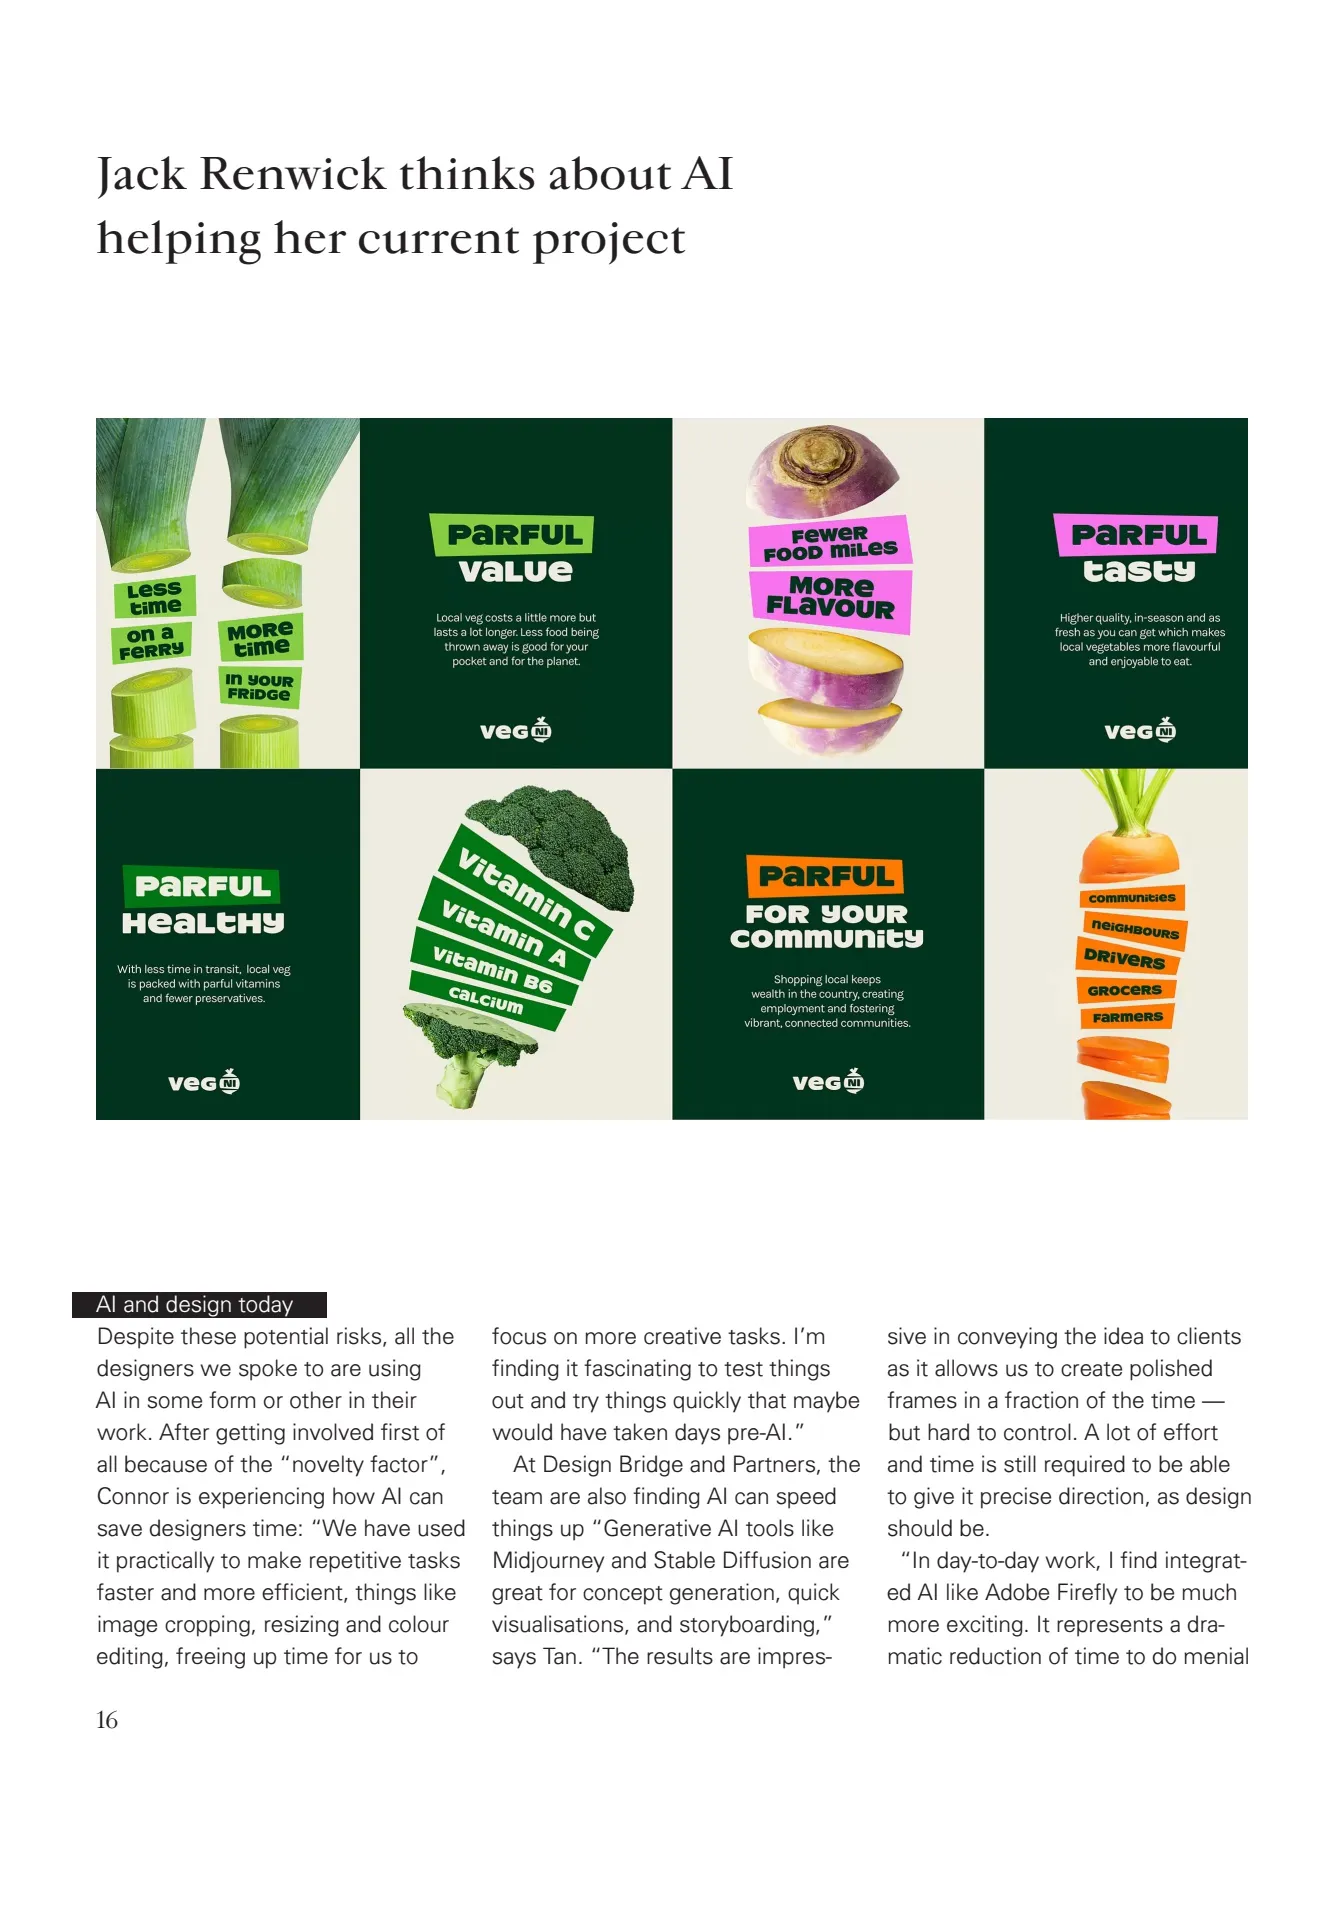 Jack Renwick thinks about AI
helping her current project
LESS
time
on a
FERRY
MORE
time
in your
FRIDGE
PARFUL
VALUE
Local veg costs a little more but
lasts a lot longer. Less food being
thrown away is good for your
pocket and for the planet.
veg NI
FEWER
FOOD MILES
MORE
FLAVOUR
PARFUL
tasty
Higher quality, in-season and as
fresh as you can get which makes
local vegetables more flavourful
and enjoyable to eat.
veg NI
PARFUL
HEALTHY
With less time in transit, local veg
is packed with parful vitamins
and fewer preservatives.
veg NI
Vitamin C
Vitamin A
Vitamin B6
CALCIUM
PARFUL
FOR YOUR
COMMUNITY
Shopping local keeps
wealth in the country, creating
employment and fostering
vibrant, connected communities.
veg NI
COMMUNITIES
NEIGHBOURS
DRIVERS
GROCERS
FARMERS
AI and design today
Despite these potential risks, all the
designers we spoke to are using
AI in some form or other in their
work. After getting involved first of
all because of the “novelty factor”,
Connor is experiencing how AI can
save designers time: “We have used
it practically to make repetitive tasks
faster and more efficient, things like
image cropping, resizing and colour
editing, freeing up time for us to
focus on more creative tasks. I’m
finding it fascinating to test things
out and try things quickly that maybe
would have taken days pre-AI.”
At Design Bridge and Partners, the
team are also finding AI can speed
things up “Generative AI tools like
Midjourney and Stable Diffusion are
great for concept generation, quick
visualisations, and storyboarding,”
says Tan. “The results are impres-
sive in conveying the idea to clients
as it allows us to create polished
frames in a fraction of the time —
but hard to control. A lot of effort
and time is still required to be able
to give it precise direction, as design
should be.
“In day-to-day work, I find integrat-
ed AI like Adobe Firefly to be much
more exciting. It represents a dra-
matic reduction of time to do menial
16